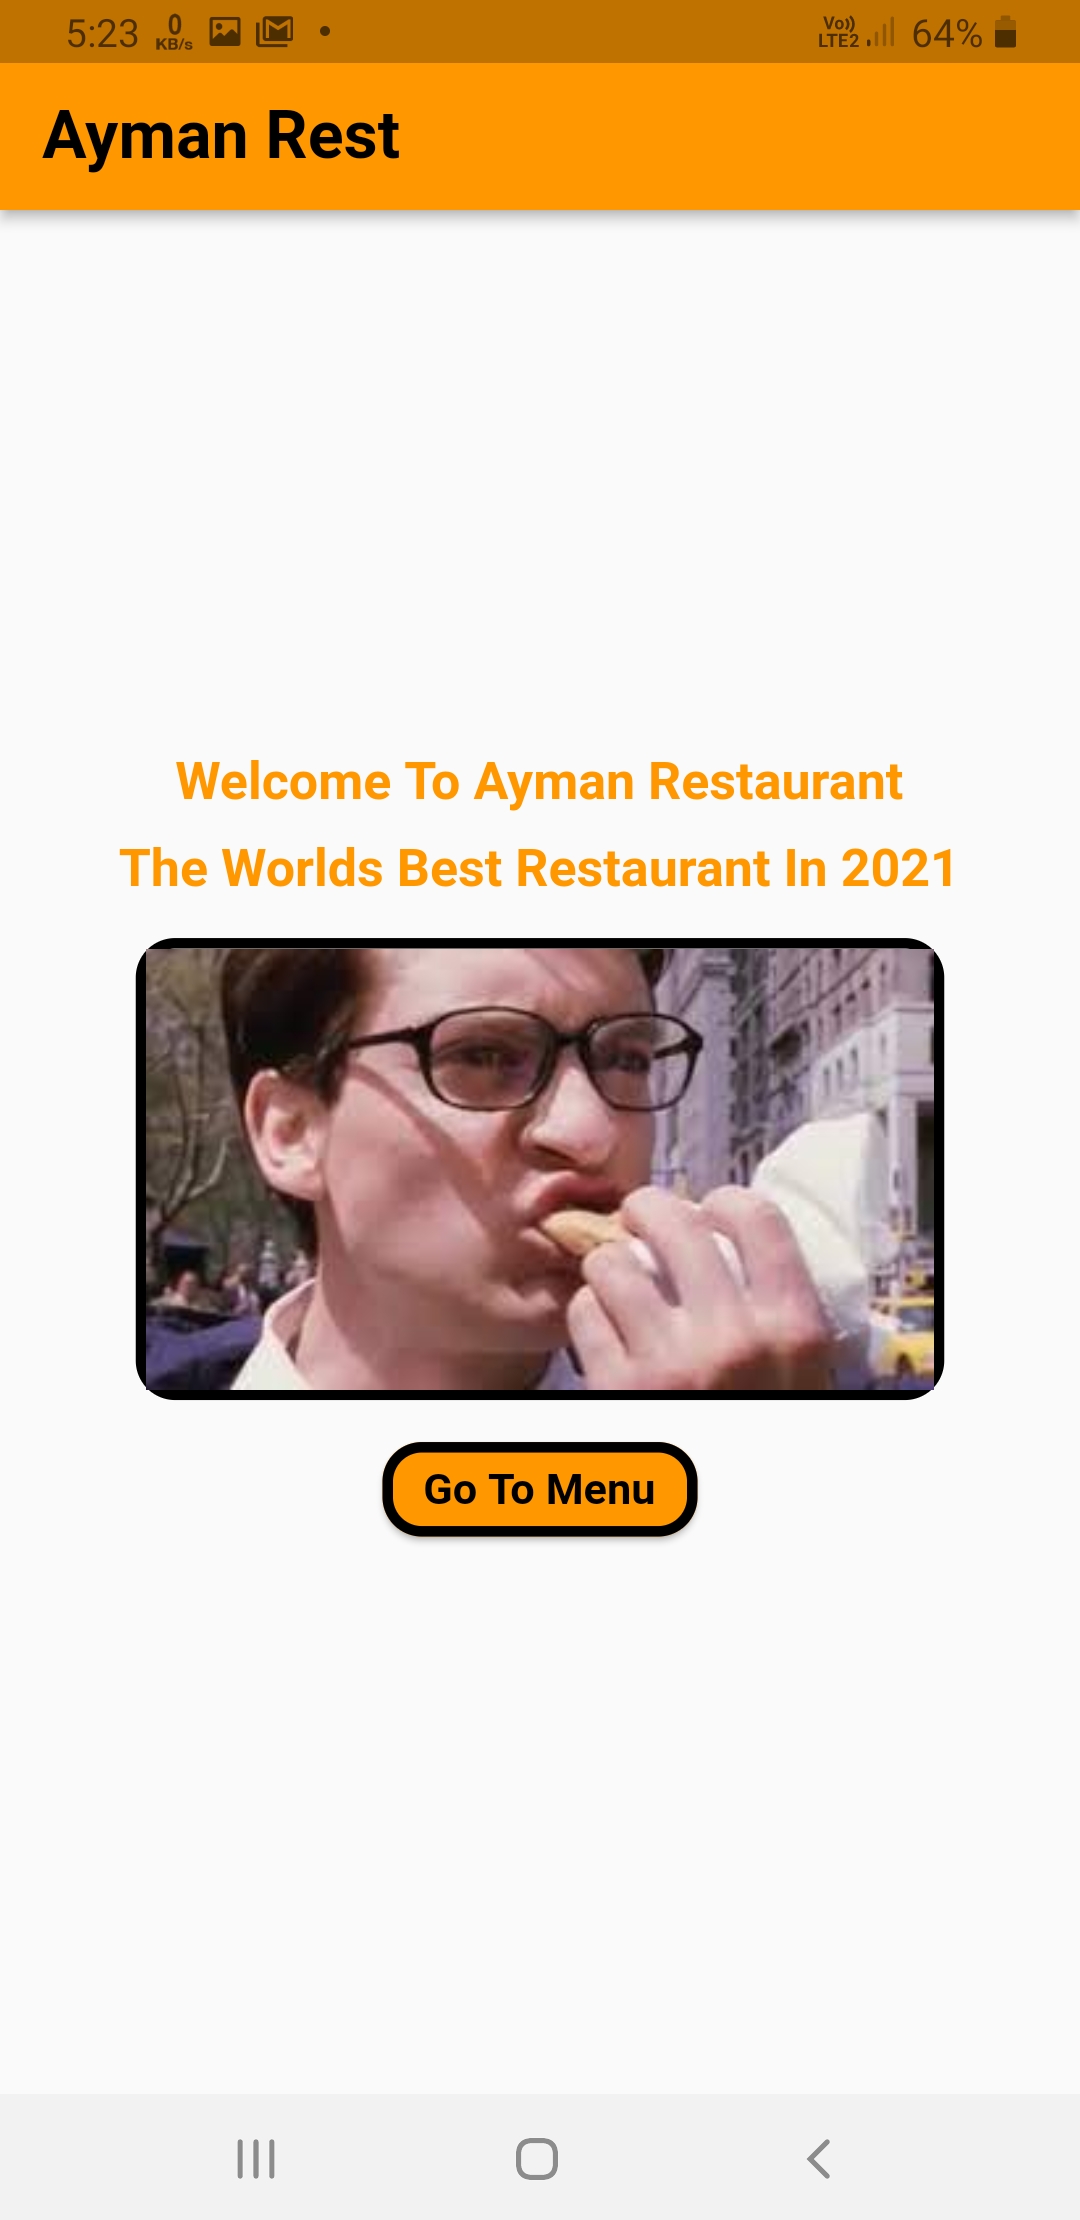 5:23 0 KB/s Vo)) LTE2 64%
Ayman Rest
Welcome To Ayman Restaurant
The Worlds Best Restaurant In 2021
Go To Menu